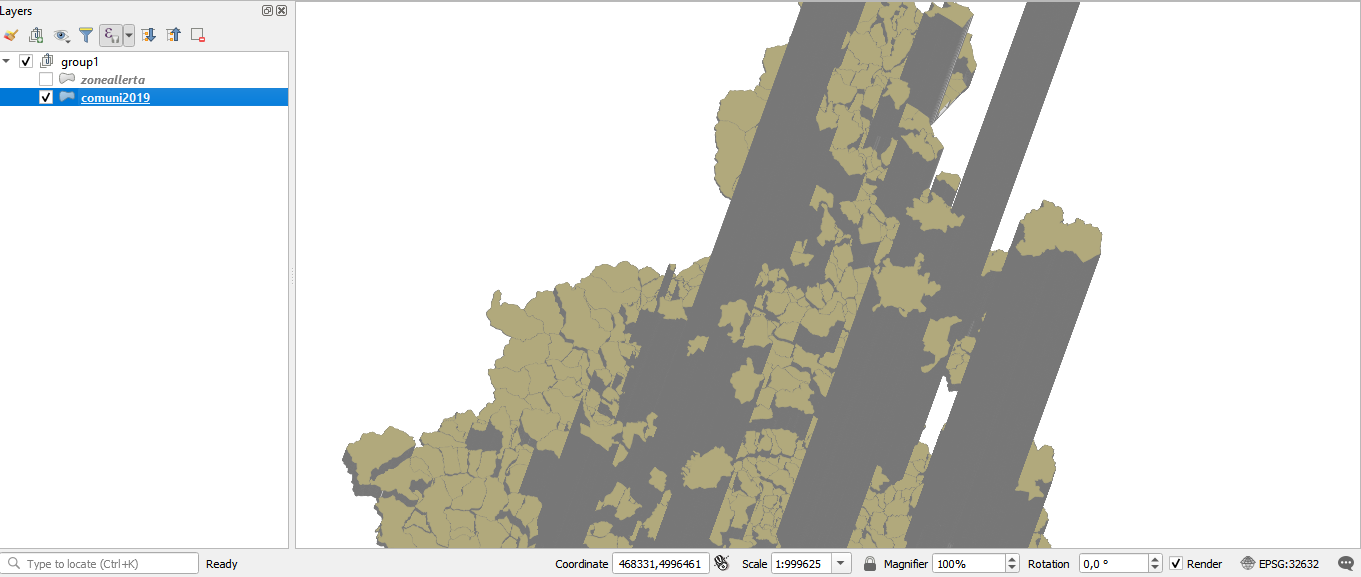 Layers
group1
zoneallerta
comuni2019
Type to locate (Ctrl+K)
Ready
Coordinate 468331,4996461
Scale 1:999625
Magnifier 100%
Rotation 0,0 °
Render
EPSG:32632